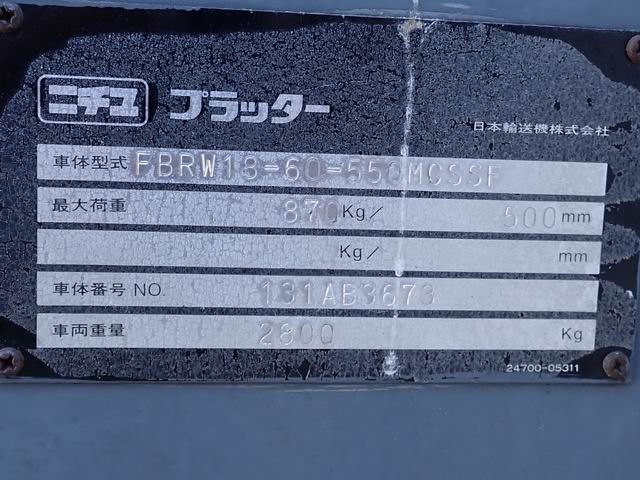 ニチユ プラッター
日本輸送機株式会社
車体型式 FBRW18-60-550MCSSF
最大荷重 870Kg/ 500mm
Kg/ mm
車体番号 NO. 131AB3673
車両重量 2800 Kg
24700-05311